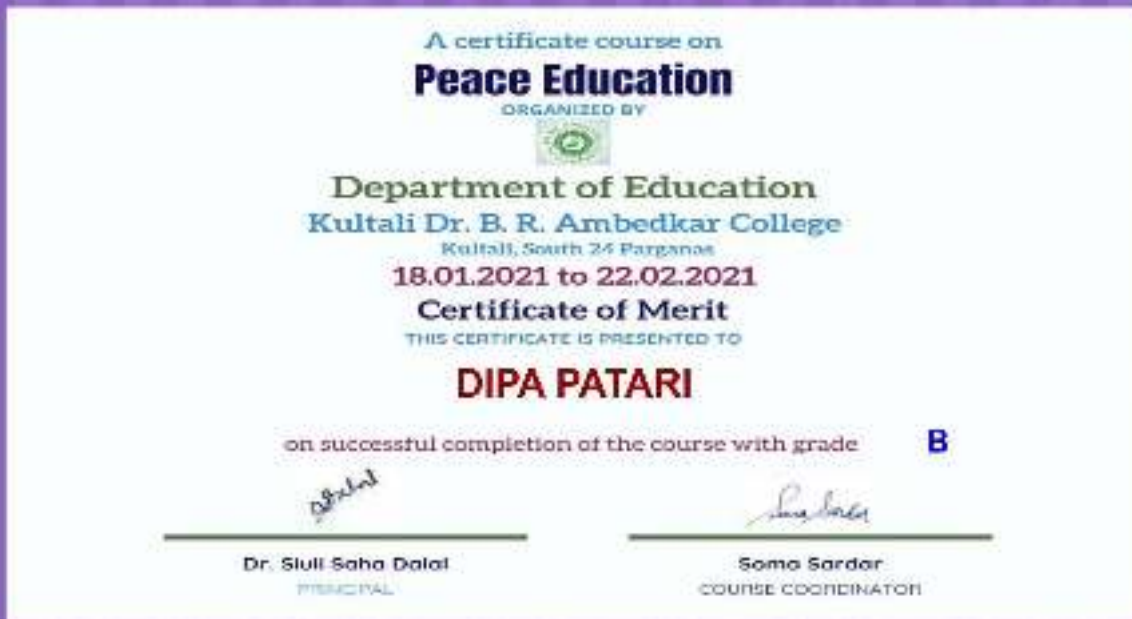 A certificate course on
Peace Education
ORGANIZED BY
Department of Education
Kultali Dr. B. R. Ambedkar College
Kultali, South 24 Parganas
18.01.2021 to 22.02.2021
Certificate of Merit
THIS CERTIFICATE IS PRESENTED TO
DIPA PATARI
on successful completion of the course with grade B
Dr. Siuli Saha Dalal
Soma Sardar
PRINCIPAL
COURSE COORDINATOR